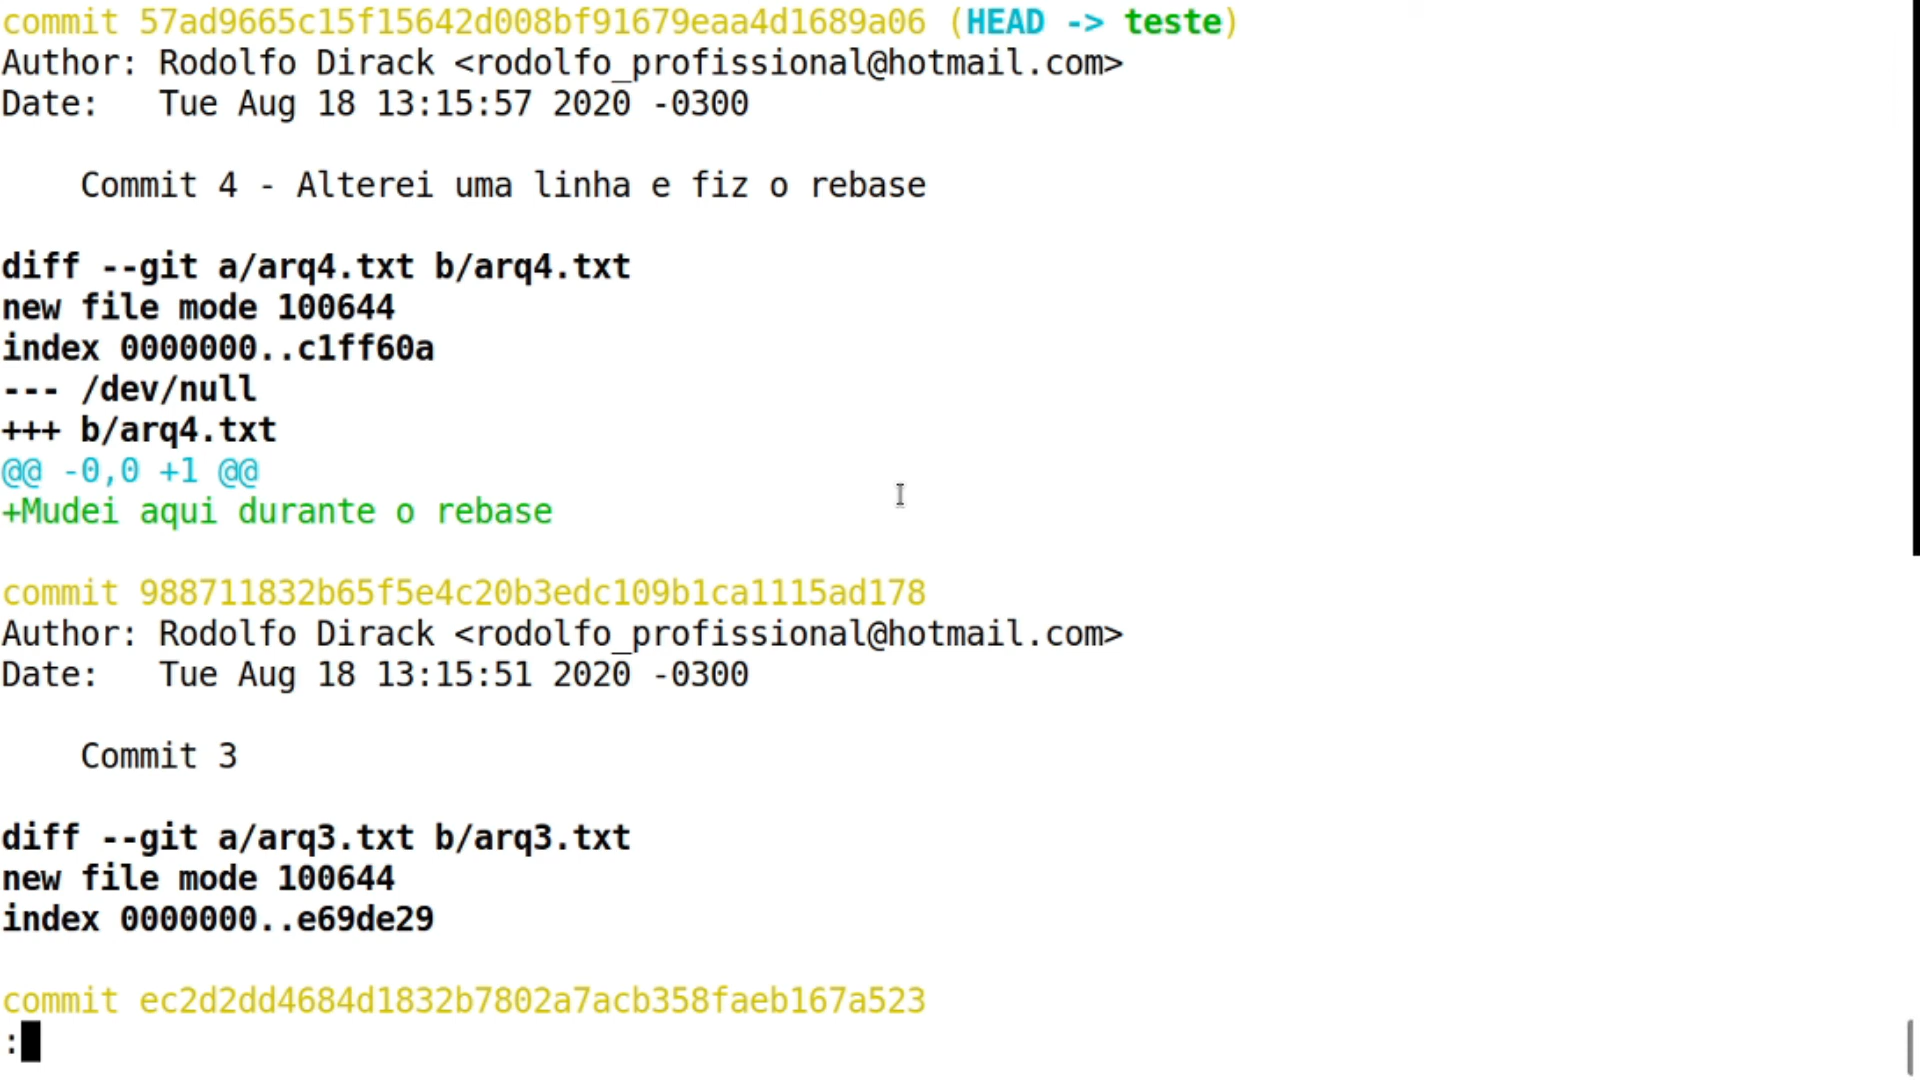 commit 57ad9665c15f15642d008bf91679eaa4d1689a06 (HEAD -> teste)
Author: Rodolfo Dirack <rodolfo_profissional@hotmail.com>
Date:   Tue Aug 18 13:15:57 2020 -0300

    Commit 4 - Alterei uma linha e fiz o rebase

diff --git a/arq4.txt b/arq4.txt
new file mode 100644
index 0000000..c1ff60a
--- /dev/null
+++ b/arq4.txt
@@ -0,0 +1 @@
+Mudei aqui durante o rebase

commit 988711832b65f5e4c20b3edc109b1ca1115ad178
Author: Rodolfo Dirack <rodolfo_profissional@hotmail.com>
Date:   Tue Aug 18 13:15:51 2020 -0300

    Commit 3

diff --git a/arq3.txt b/arq3.txt
new file mode 100644
index 0000000..e69de29

commit ec2d2dd4684d1832b7802a7acb358faeb167a523
: